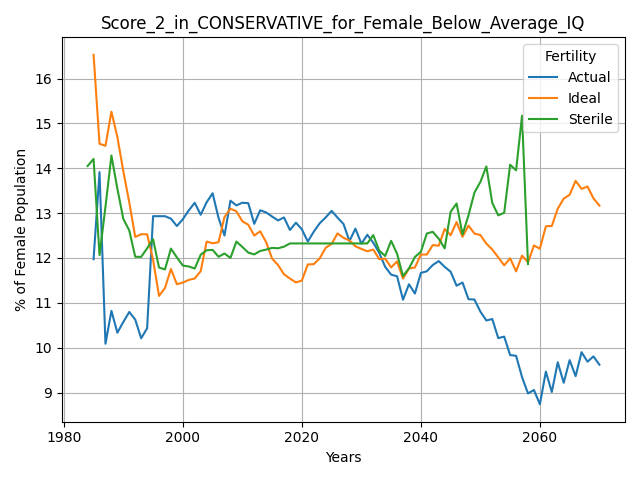 Score_2_in_CONSERVATIVE_for_Female_Below_Average_IQ
Fertility
Actual
Ideal
Sterile
% of Female Population
16
15
14
13
12
11
10
9
1980
2000
2020
2040
2060
Years